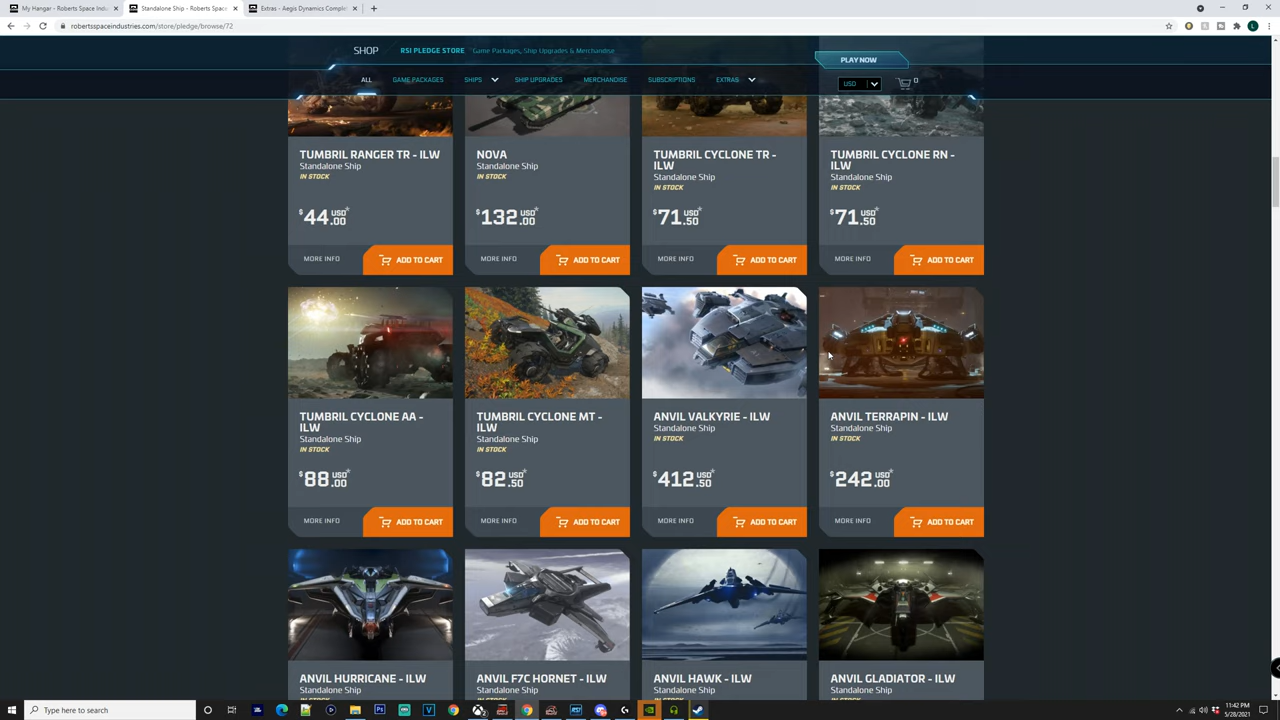 My Hangar - Roberts Space Indu
Standalone Ship - Roberts Space
Extras - Aegis Dynamics Comple
robertsspaceindustries.com/store/pledge/browse/72
SHOP
RSI PLEDGE STORE
Game Packages, Ship Upgrades & Merchandise
PLAY NOW
ALL
GAME PACKAGES
SHIPS
SHIP UPGRADES
MERCHANDISE
SUBSCRIPTIONS
EXTRAS
USD
0
TUMBRIL RANGER TR - ILW
Standalone Ship
IN STOCK
$44.00 USD*
MORE INFO
ADD TO CART
NOVA
Standalone Ship
IN STOCK
$132.00 USD*
MORE INFO
ADD TO CART
TUMBRIL CYCLONE TR -
ILW
Standalone Ship
IN STOCK
$71.50 USD*
MORE INFO
ADD TO CART
TUMBRIL CYCLONE RN -
ILW
Standalone Ship
IN STOCK
$71.50 USD*
MORE INFO
ADD TO CART
TUMBRIL CYCLONE AA -
ILW
Standalone Ship
IN STOCK
$88.00 USD*
MORE INFO
ADD TO CART
TUMBRIL CYCLONE MT -
ILW
Standalone Ship
IN STOCK
$82.50 USD*
MORE INFO
ADD TO CART
ANVIL VALKYRIE - ILW
Standalone Ship
IN STOCK
$412.50 USD*
MORE INFO
ADD TO CART
ANVIL TERRAPIN - ILW
Standalone Ship
IN STOCK
$242.00 USD*
MORE INFO
ADD TO CART
ANVIL HURRICANE - ILW
Standalone Ship
ANVIL F7C HORNET - ILW
Standalone Ship
ANVIL HAWK - ILW
Standalone Ship
ANVIL GLADIATOR - ILW
Standalone Ship
Type here to search
11:42 PM
5/28/2021